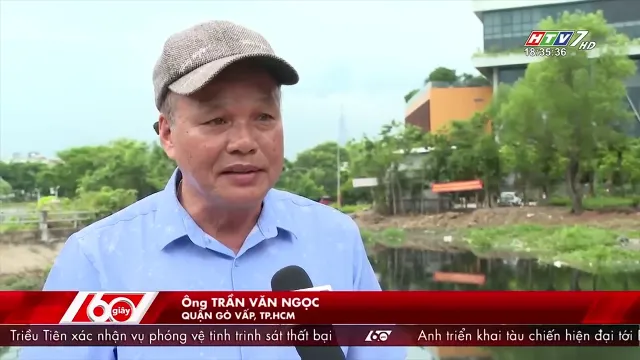 HTV7 HD
18:35:36
60 giây
Ông TRẦN VĂN NGỌC
QUẬN GÒ VẤP, TP.HCM
Triều Tiên xác nhận vụ phóng vệ tinh trinh sát thất bại
60
Anh triển khai tàu chiến hiện đại tới